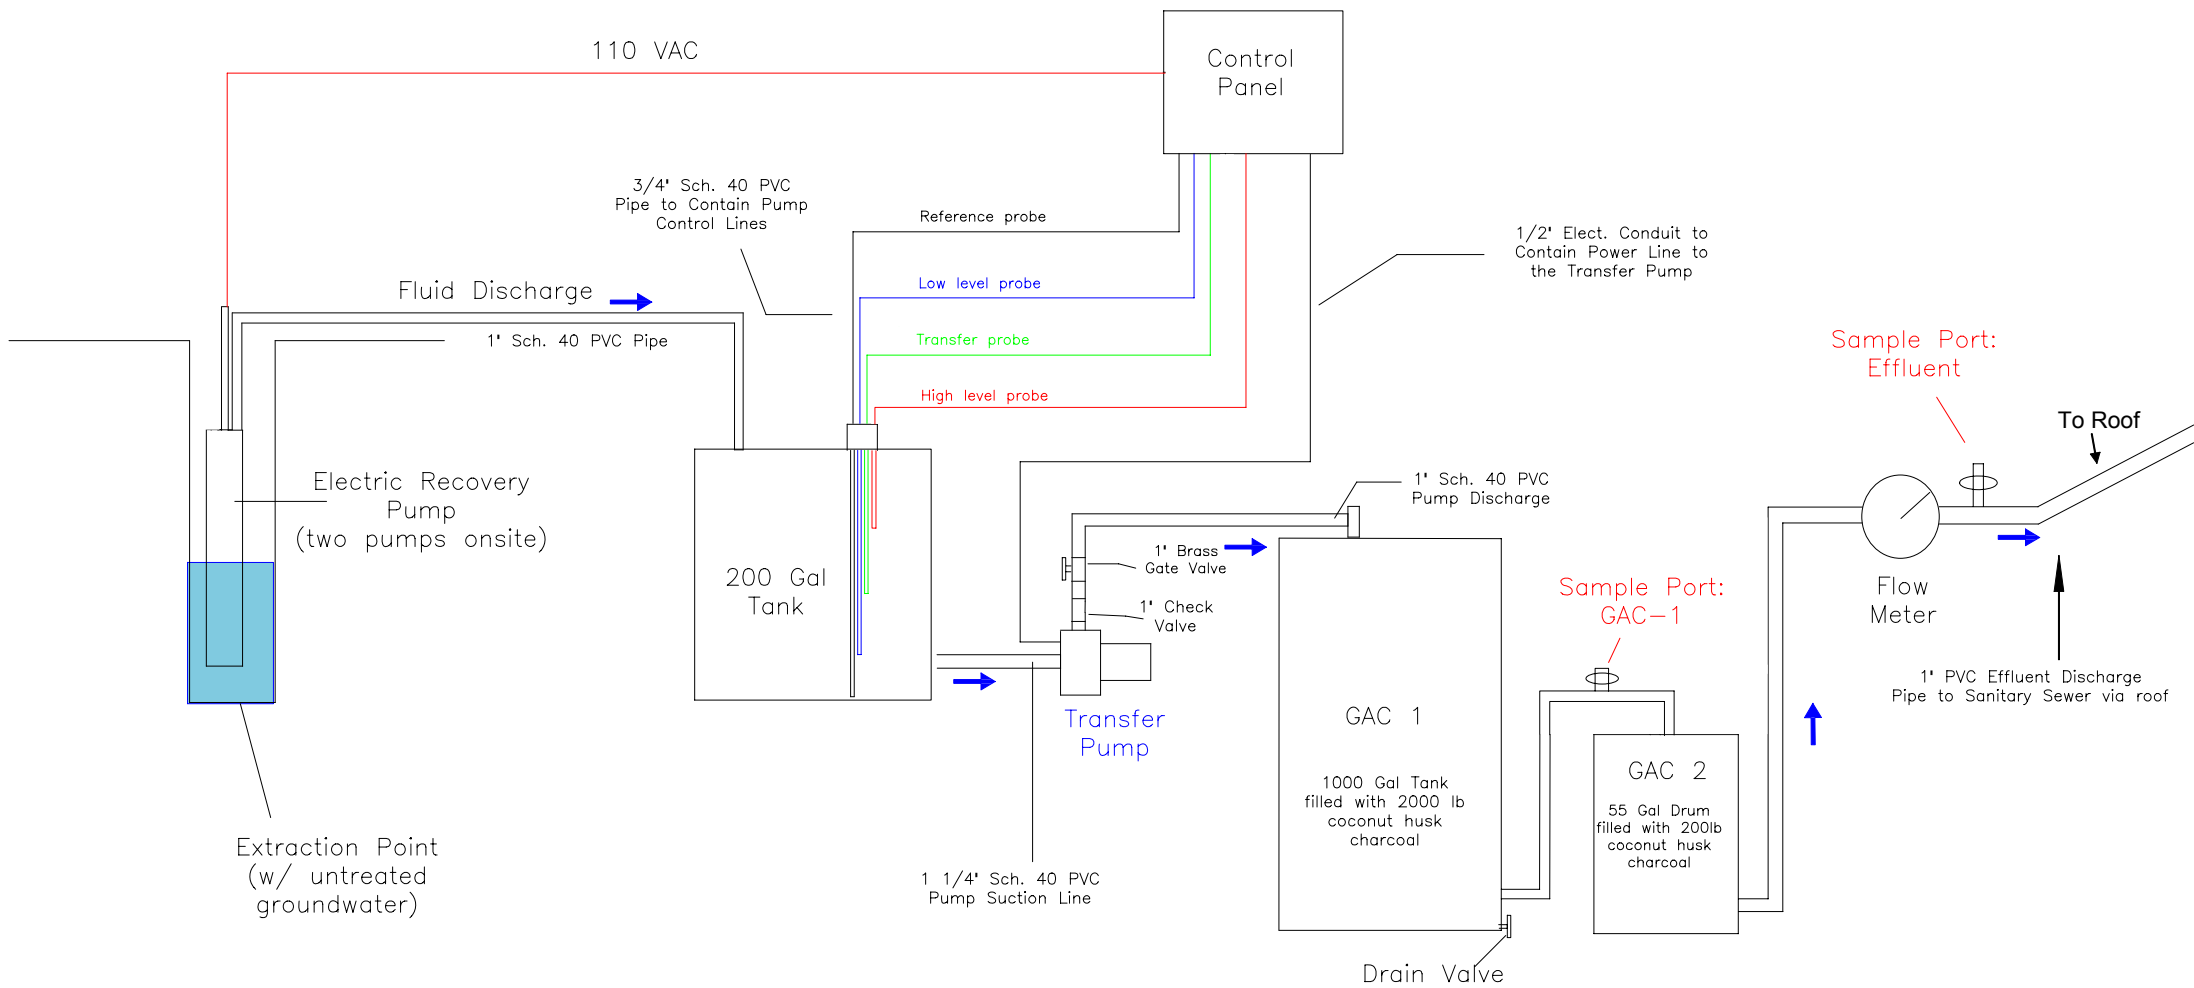 110 VAC
Control
Panel
3/4" Sch. 40 PVC
Pipe to Contain Pump
Control Lines
Reference probe
1/2" Elect. Conduit to
Contain Power Line to
the Transfer Pump
Fluid Discharge
Low level probe
1" Sch. 40 PVC Pipe
Transfer probe
High level probe
Sample Port:
Effluent
To Roof
Electric Recovery
Pump
(two pumps onsite)
1" Sch. 40 PVC
Pump Discharge
200 Gal
Tank
1" Brass
Gate Valve
1" Check
Valve
Sample Port:
GAC-1
Flow
Meter
1" PVC Effluent Discharge
Pipe to Sanitary Sewer via roof
Transfer
Pump
GAC 1
1000 Gal Tank
filled with 2000 lb
coconut husk
charcoal
GAC 2
55 Gal Drum
filled with 200lb
coconut husk
charcoal
Extraction Point
(w/ untreated
groundwater)
1 1/4" Sch. 40 PVC
Pump Suction Line
Drain Valve